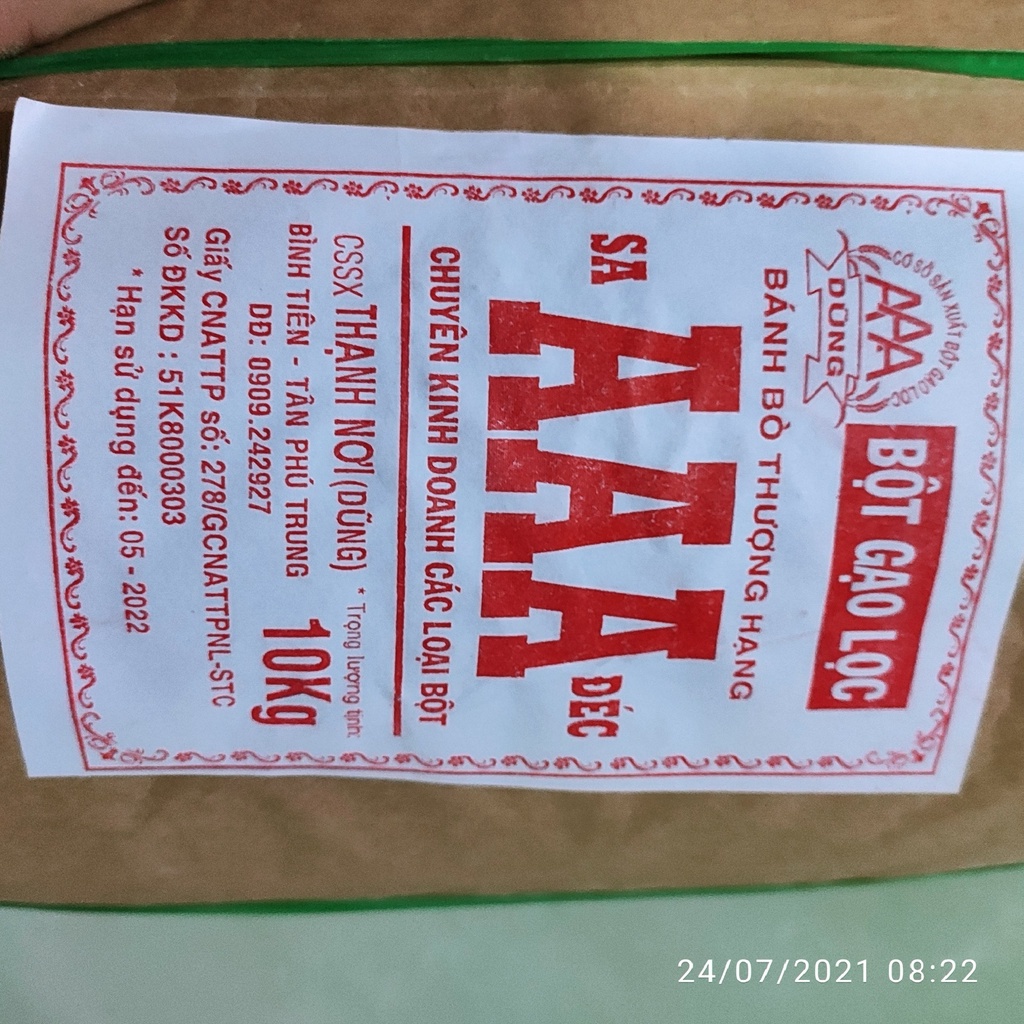 CƠ SỞ SẢN XUẤT BỘT GẠO LỌC
AAA
DŨNG
BỘT GẠO LỌC
BÁNH BÒ THƯỢNG HẠNG
SA AAA ĐÉC
CHUYÊN KINH DOANH CÁC LOẠI BỘT
CSSX THẠNH NƠI (DŨNG)
* Trọng lượng tịnh:
BÌNH TIÊN - TÂN PHÚ TRUNG
10Kg
DĐ: 0909.242927
Giấy CNATTP số: 278/GCNATTPNL-STC
Số ĐKKD : 51K8000303
* Hạn sử dụng đến: 05 - 2022
24/07/2021 08:22